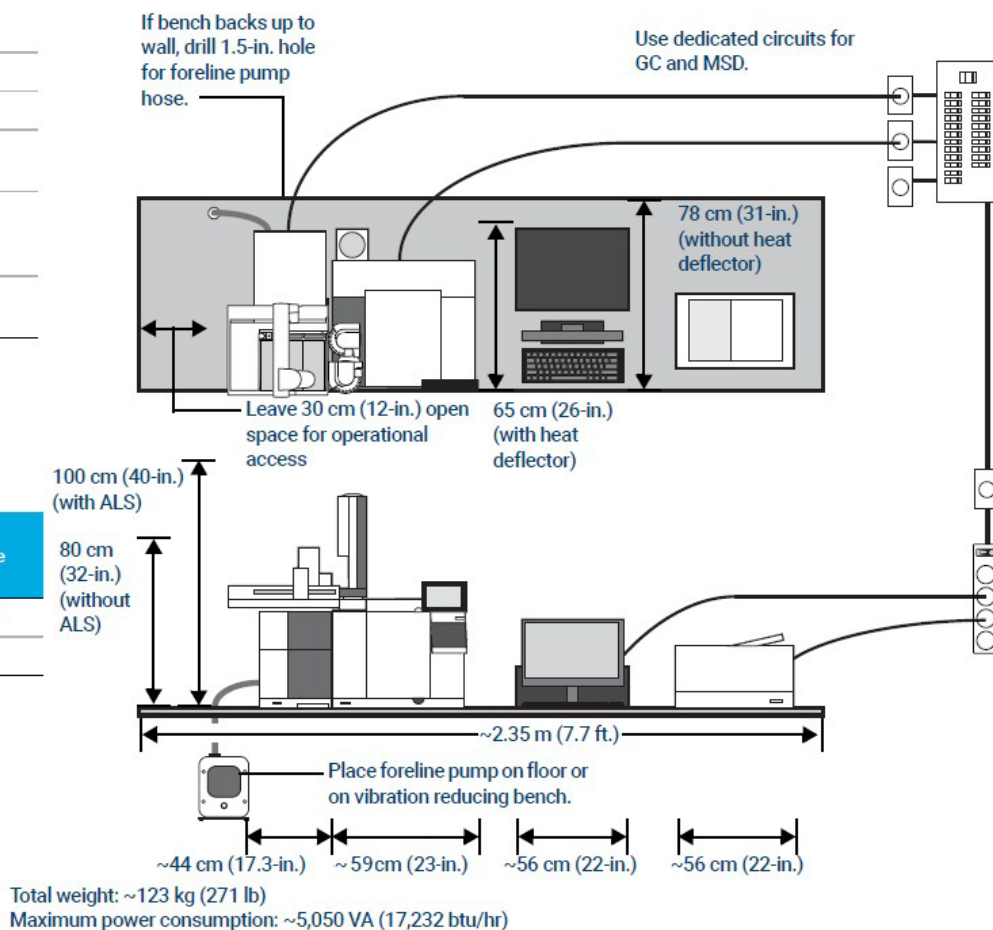 If bench backs up to
wall, drill 1.5-in. hole
for foreline pump
hose.
Use dedicated circuits for
GC and MSD.
78 cm (31-in.)
(without heat
deflector)
Leave 30 cm (12-in.) open
space for operational
access
65 cm (26-in.)
(with heat
deflector)
100 cm (40-in.)
(with ALS)
80 cm
(32-in.)
(without
ALS)
e
~2.35 m (7.7 ft.)
Place foreline pump on floor or
on vibration reducing bench.
~44 cm (17.3-in.)
~ 59cm (23-in.)
~56 cm (22-in.)
~56 cm (22-in.)
Total weight: ~123 kg (271 lb)
Maximum power consumption: ~5,050 VA (17,232 btu/hr)